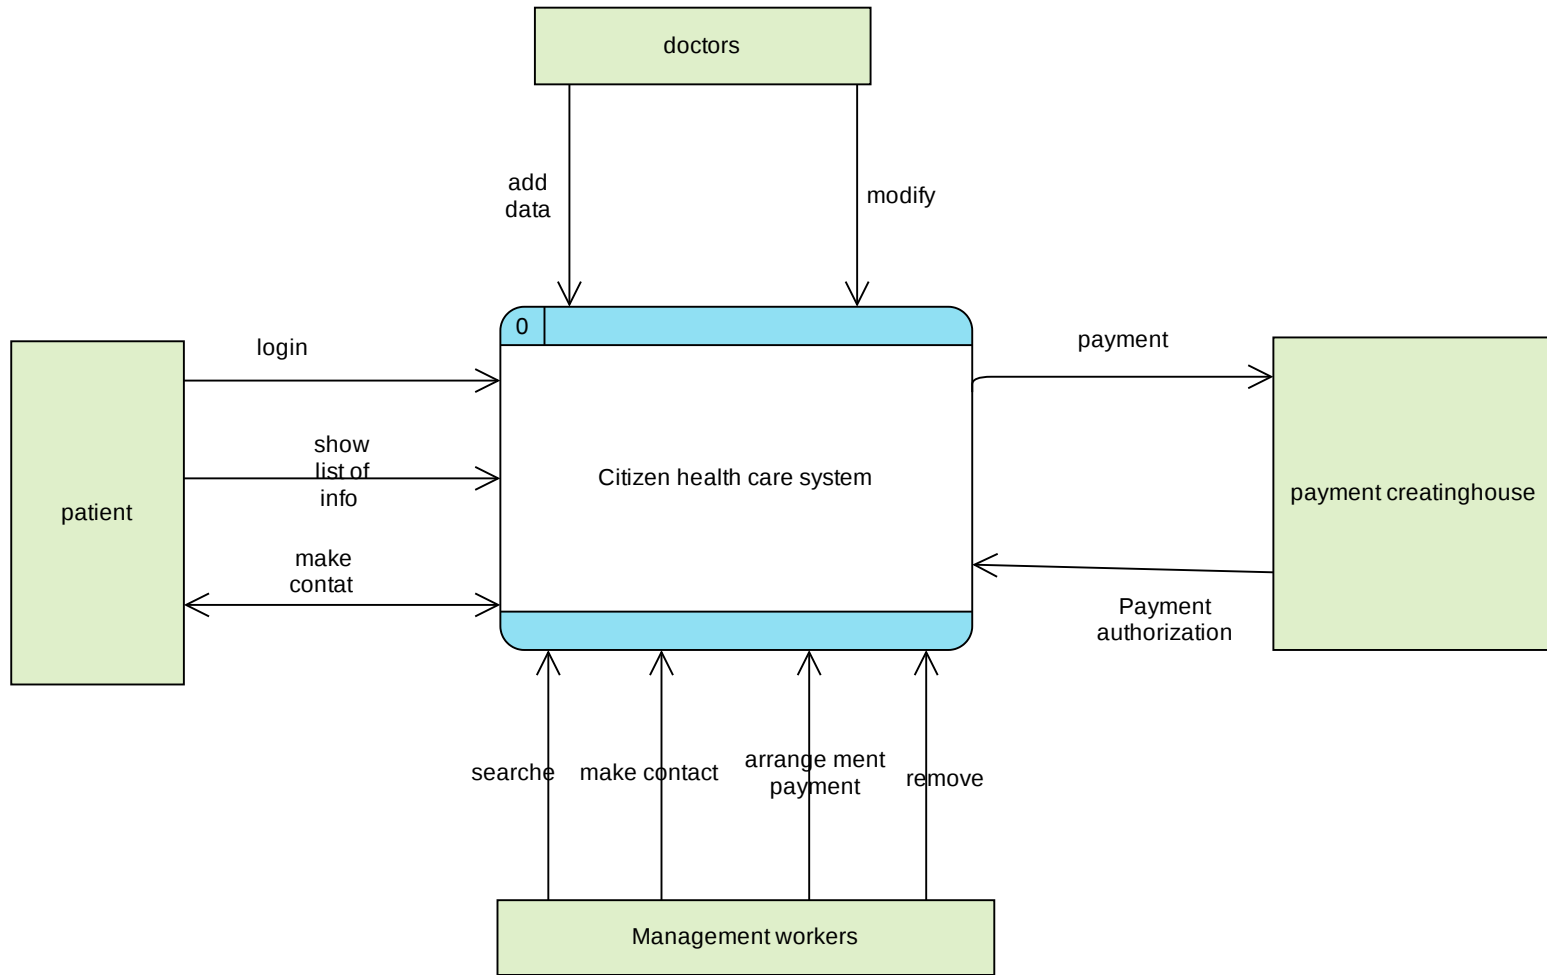 doctors
add
data
modify
0
login
payment
show
list of
info
Citizen health care system
patient
payment creatinghouse
make
contat
Payment
authorization
searche
make contact
arrange ment
payment
remove
Management workers